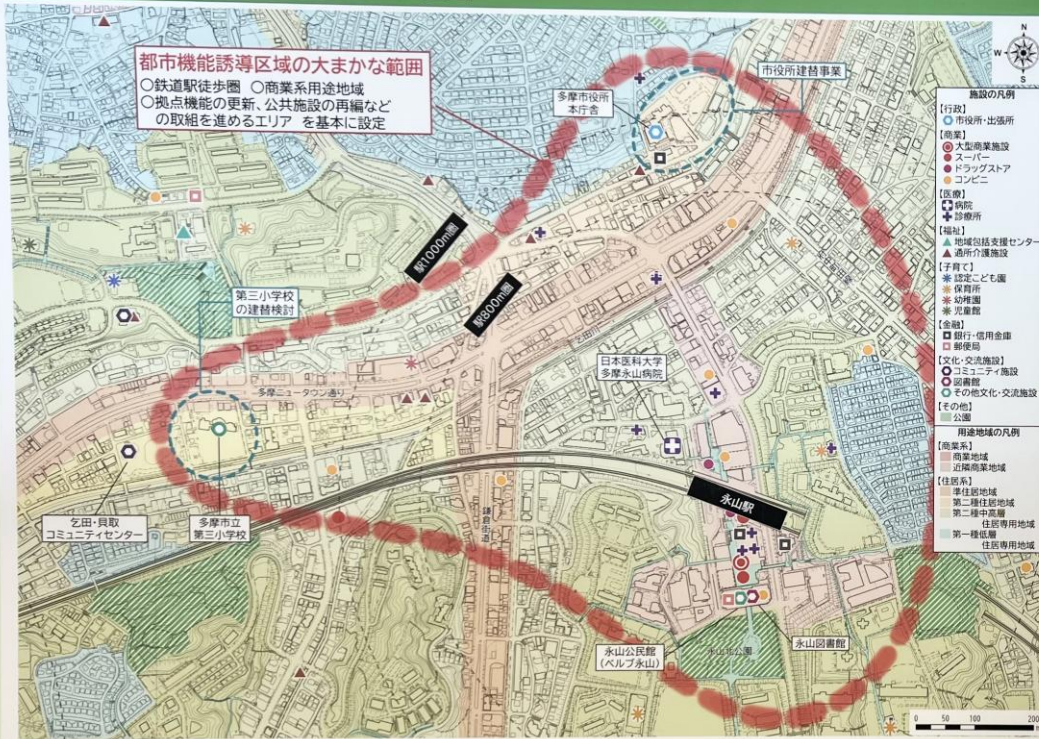 都市機能誘導区域の大まかな範囲
○鉄道駅徒歩圏 ○商業系用途地域
○拠点機能の更新、公共施設の再編など
の取組を進めるエリア を基本に設定
多摩市役所
本庁舎
市役所建替事業
駅1000m圏
駅800m圏
第三小学校
の建替検討
多摩ニュータウン通り
乞田川
日本医科大学
多摩永山病院
永山駅
鎌倉街道
乞田・貝取
コミュニティセンター
多摩市立
第三小学校
永山公民館
(ベルブ永山)
永山北公園
永山図書館
N
W
S
施設の凡例
【行政】
市役所・出張所
【商業】
大型商業施設
スーパー
ドラッグストア
コンビニ
【医療】
病院
診療所
【福祉】
地域包括支援センター
通所介護施設
【子育て】
認定こども園
保育所
幼稚園
児童館
【金融】
銀行・信用金庫
郵便局
【文化・交流施設】
コミュニティ施設
図書館
その他文化・交流施設
【その他】
公園
用途地域の凡例
【商業系】
商業地域
近隣商業地域
【住居系】
準住居地域
第二種住居地域
第二種中高層
住居専用地域
第一種低層
住居専用地域
0 50 100 200